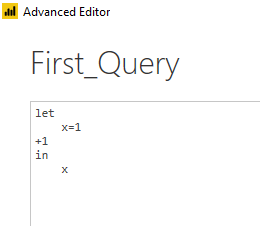 Advanced Editor
First_Query
let
    x=1
+1
in
    x